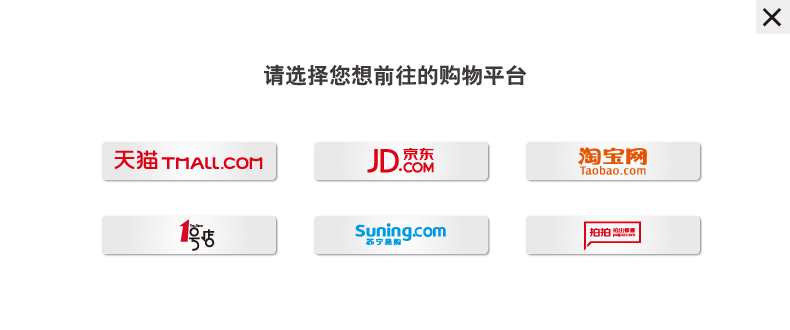 请选择您想前往的购物平台
天猫 TMALL.COM
JD 京东
.COM
淘宝网
Taobao.com
1号店
Suning.com
苏宁易购
拍拍